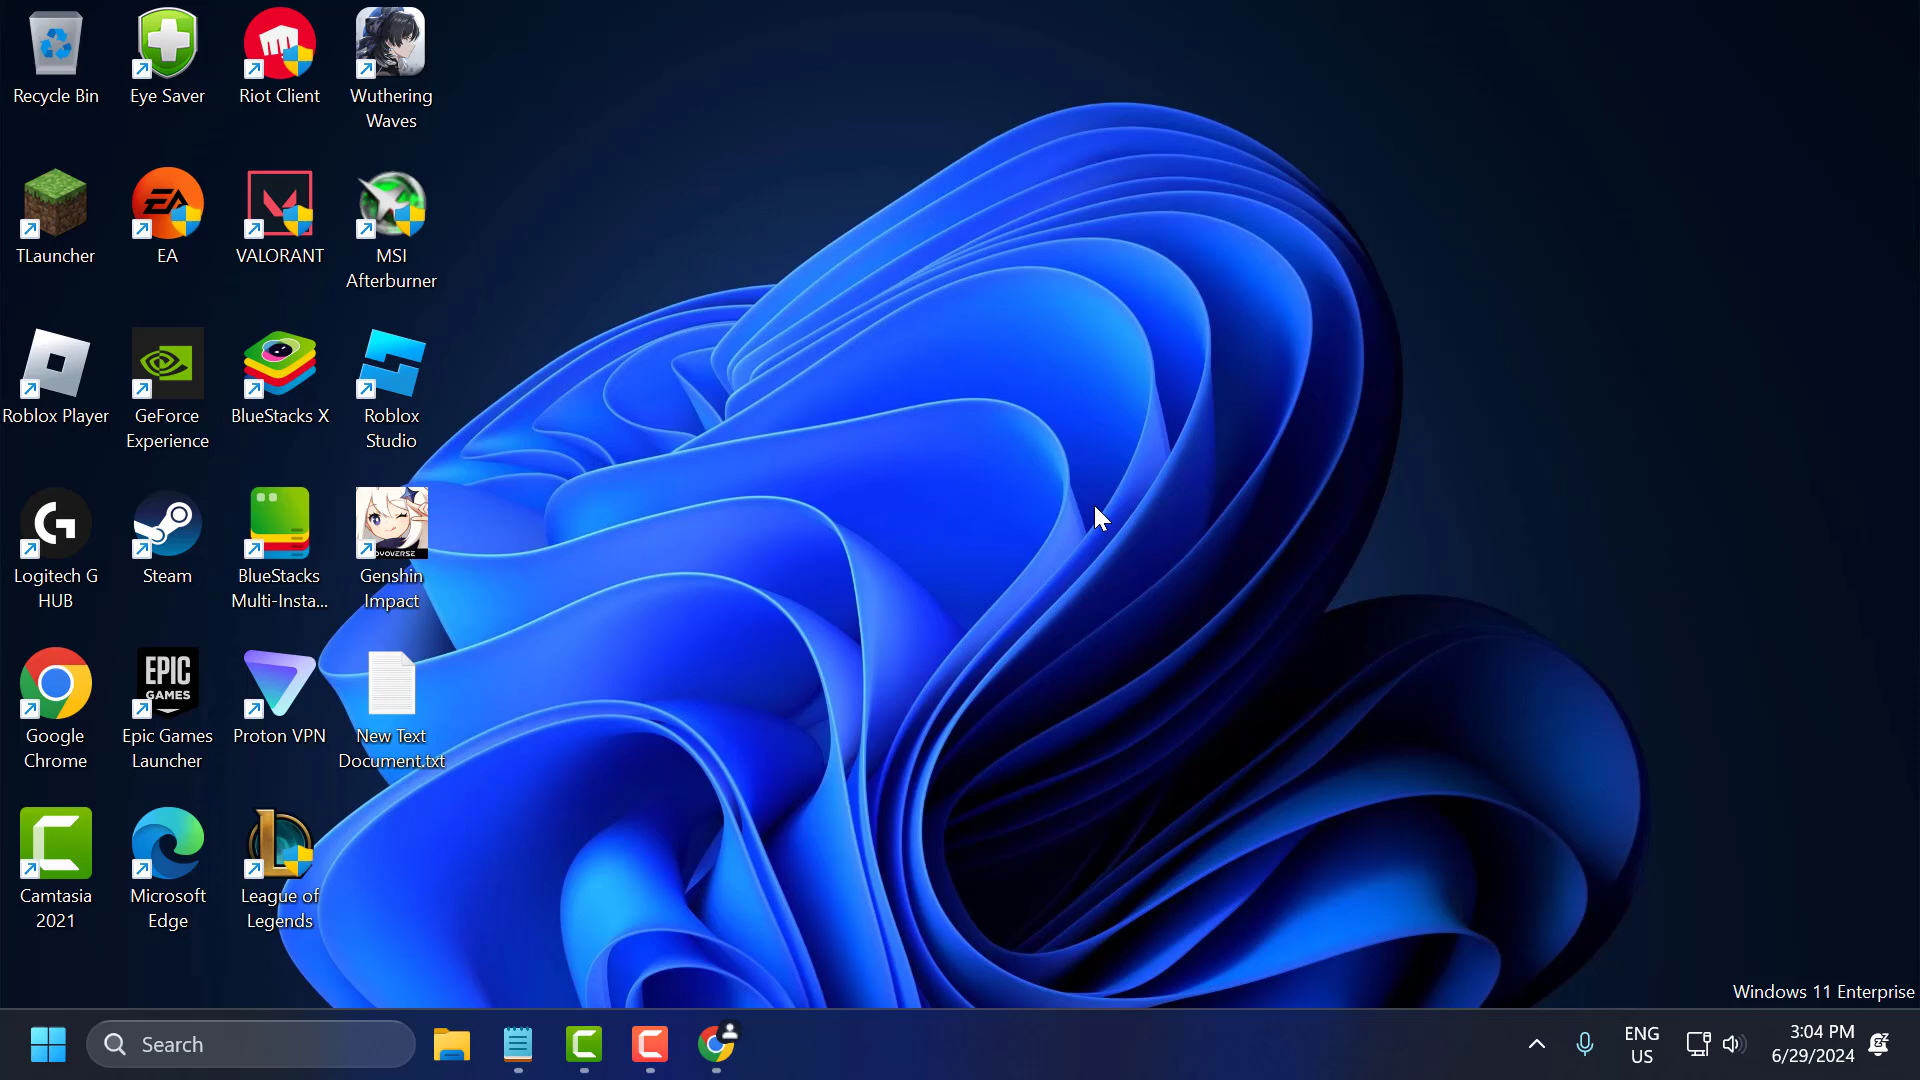 Recycle Bin
Eye Saver
Riot Client
Wuthering
Waves
TLauncher
EA
EA
VALORANT
MSI
Afterburner
Roblox Player
GeForce
Experience
BlueStacks X
Roblox
Studio
HOYOVERSE
Logitech G
HUB
Steam
BlueStacks
Multi-Insta...
Genshin
Impact
EPIC
GAMES
Google
Chrome
Epic Games
Launcher
Proton VPN
New Text
Document.txt
Camtasia
2021
Microsoft
Edge
League of
Legends
Windows 11 Enterprise
Search
ENG
US
3:04 PM
6/29/2024